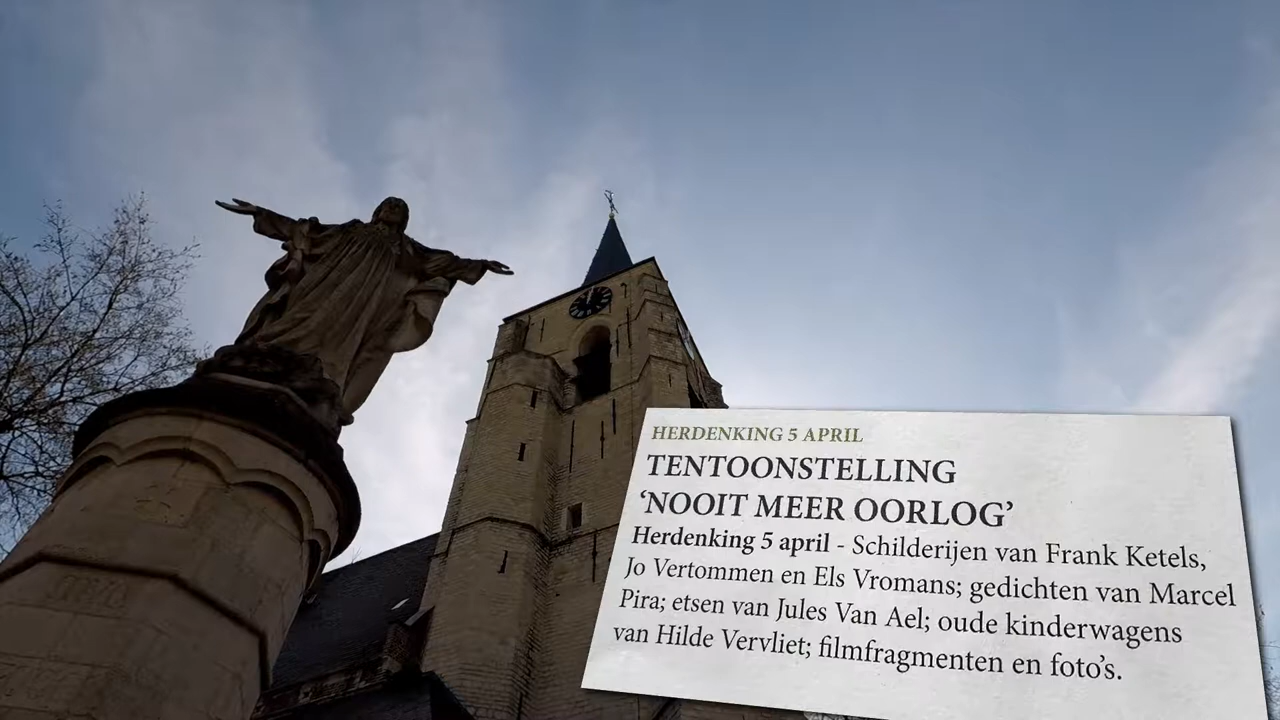 HERDENKING 5 APRIL
TENTOONSTELLING
‘NOOIT MEER OORLOG’
Herdenking 5 april - Schilderijen van Frank Ketels,
Jo Vertommen en Els Vromans; gedichten van Marcel
Pira; etsen van Jules Van Ael; oude kinderwagens
van Hilde Vervliet; filmfragmenten en foto’s.